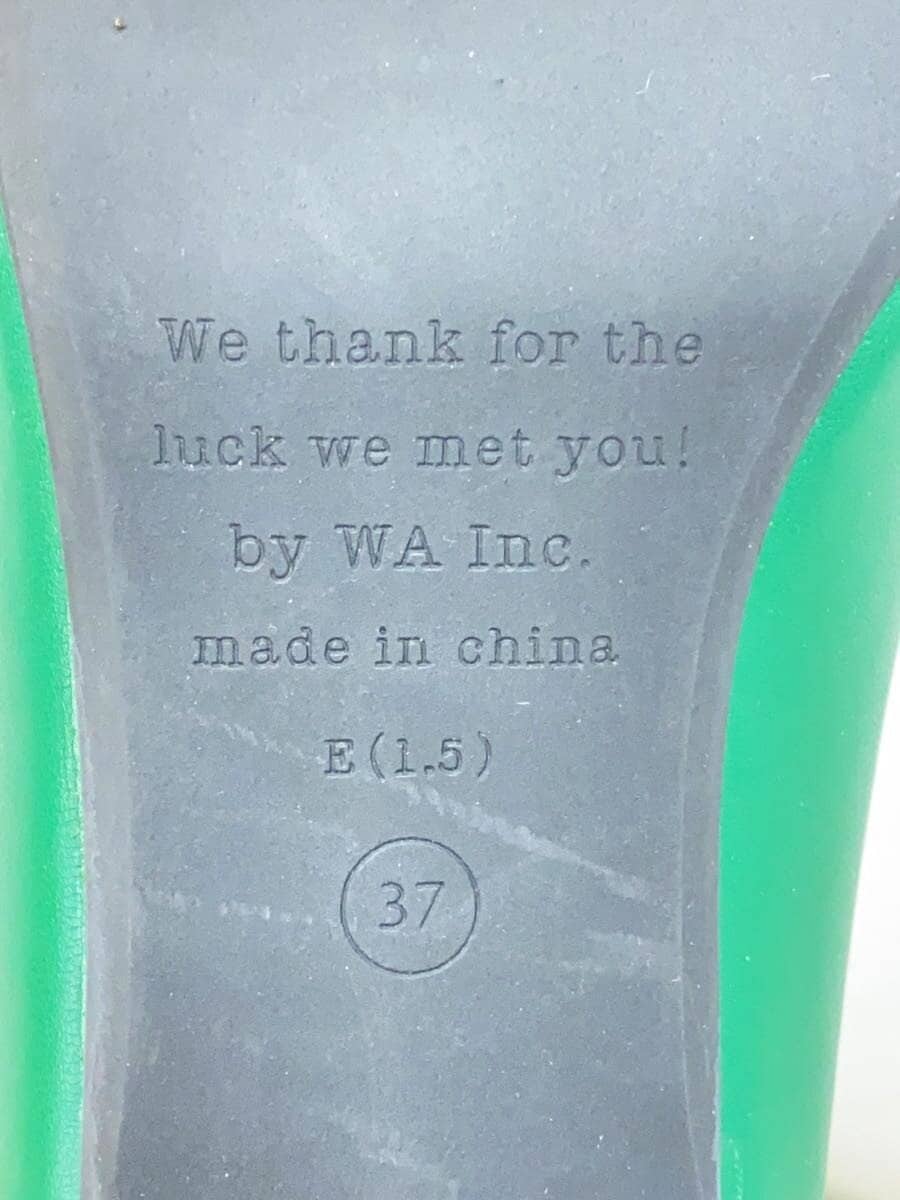 We thank for the
luck we met you!
by WA Inc.
made in china
E(1.5)
37